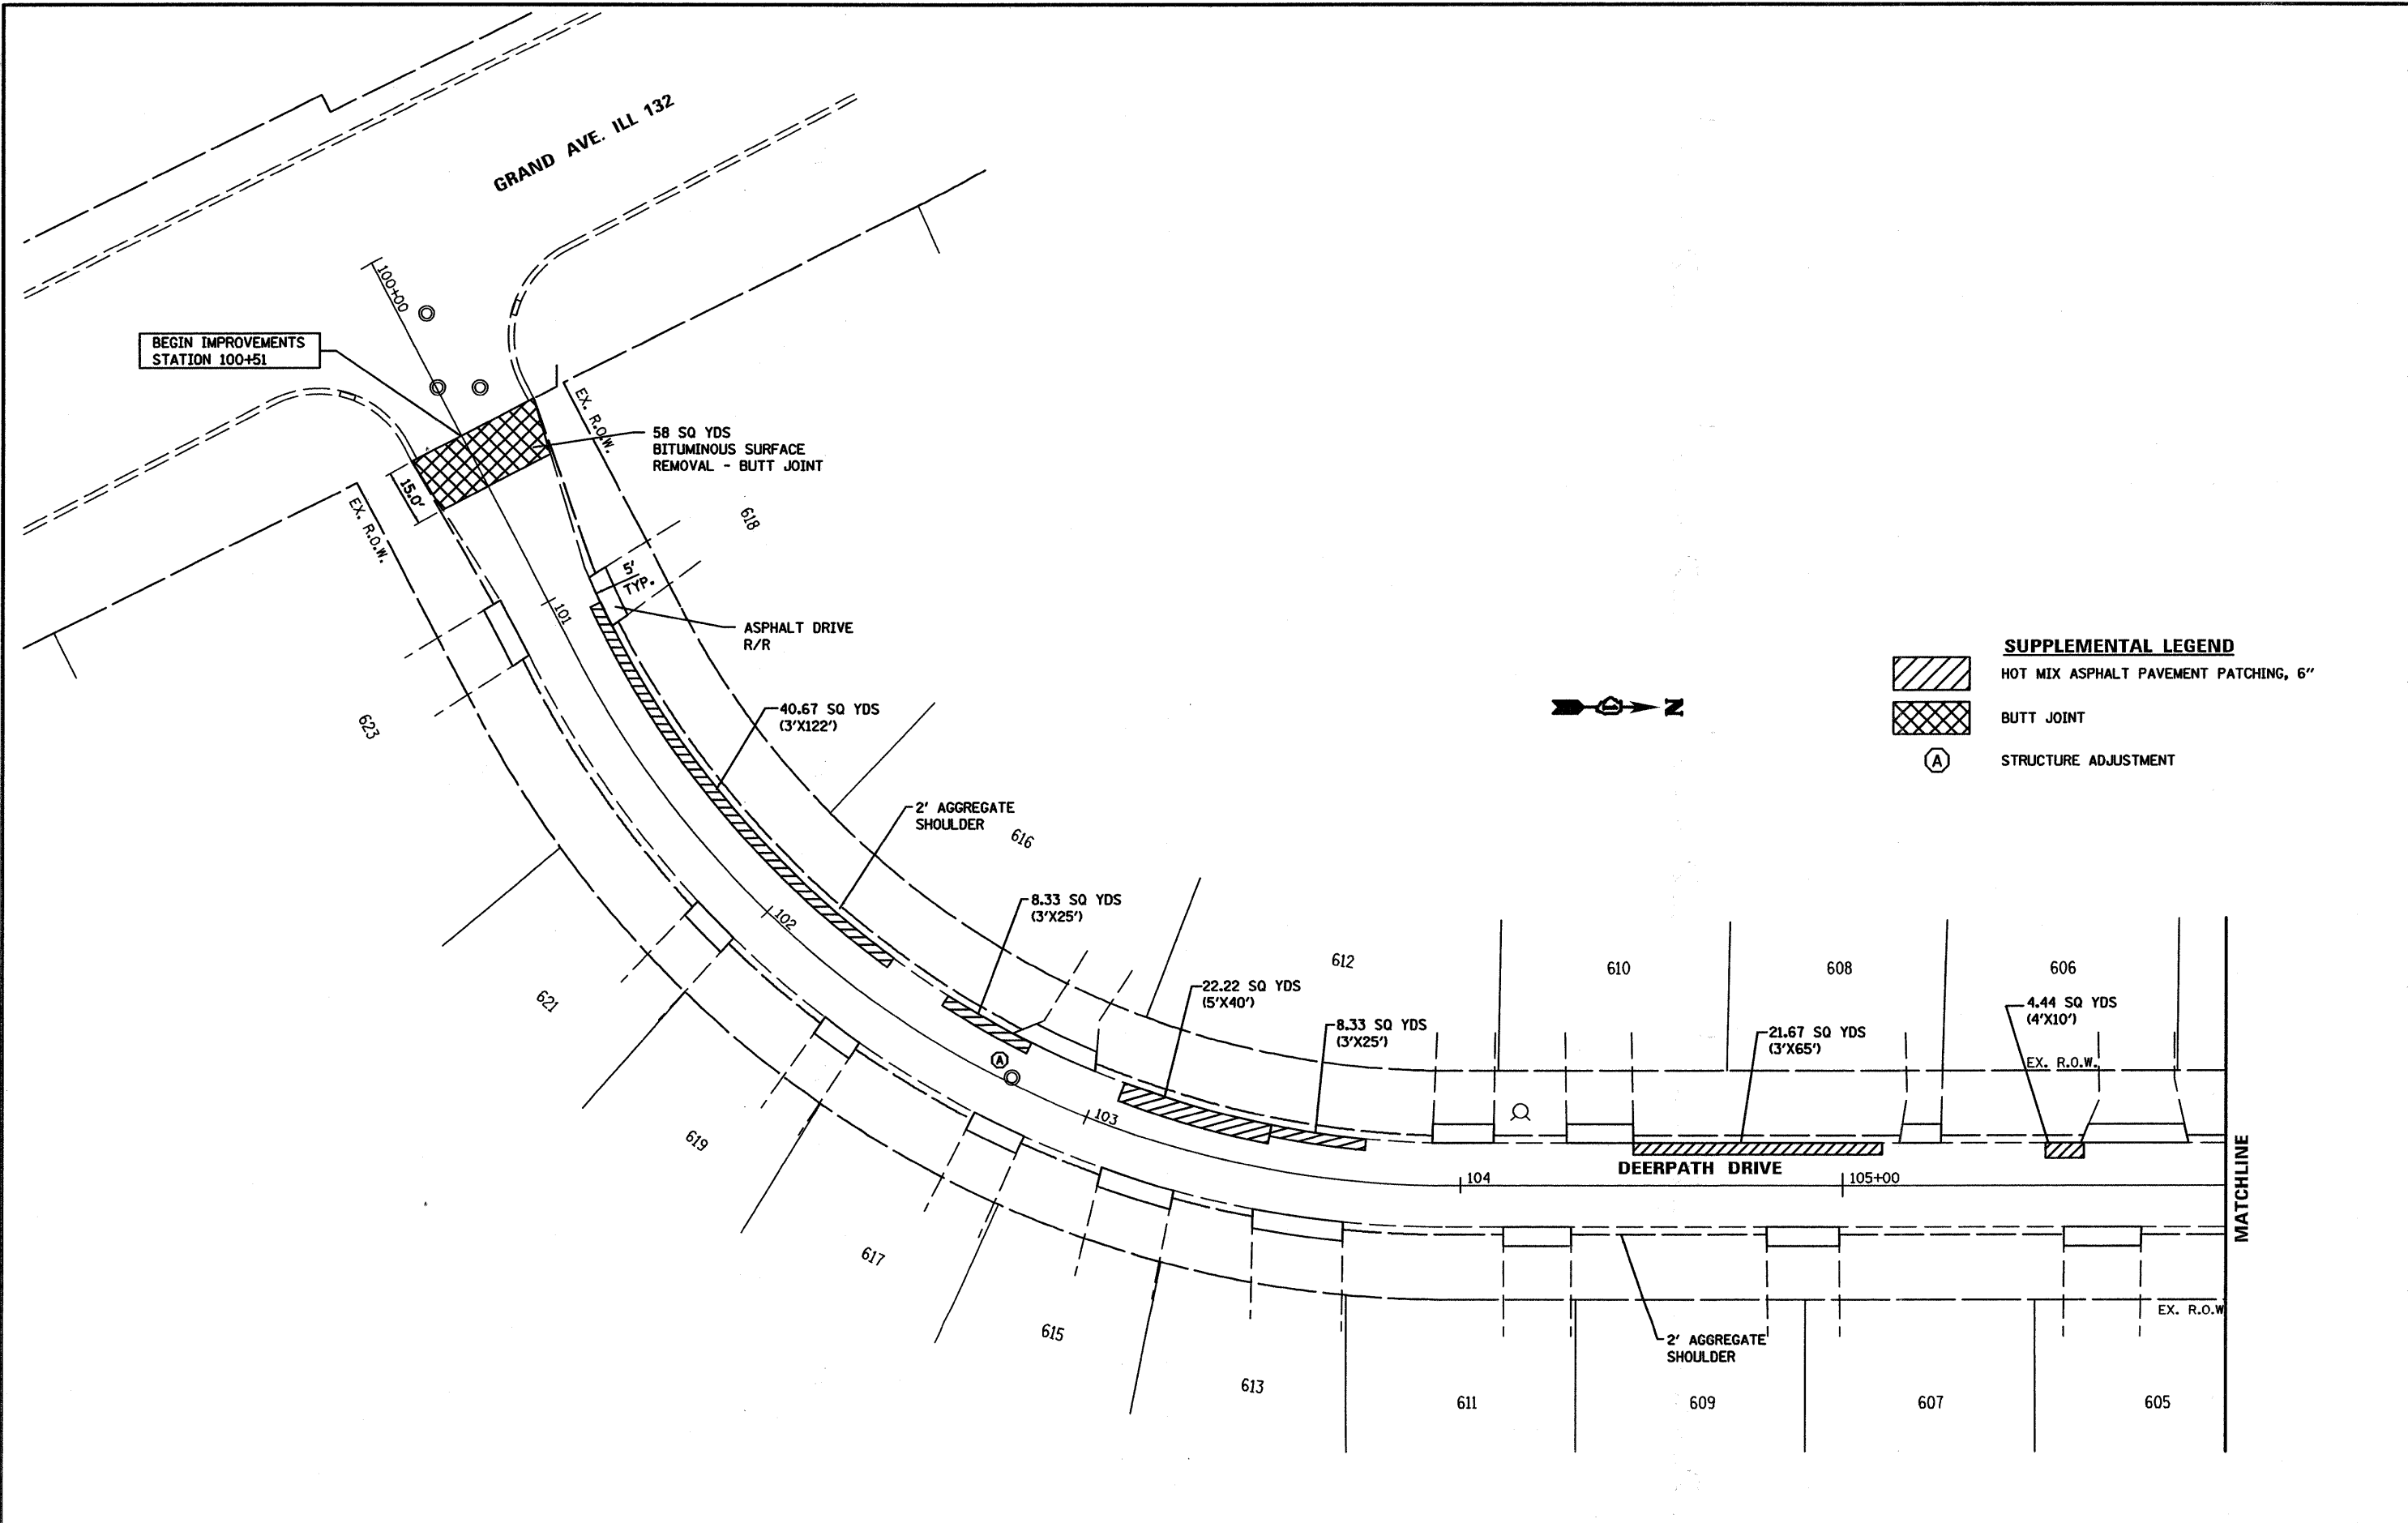 GRAND AVE. ILL 132
100+00
BEGIN IMPROVEMENTS
STATION 100+51
EX. R.O.W.
58 SQ YDS
BITUMINOUS SURFACE
REMOVAL - BUTT JOINT
15.0'
EX. R.O.W.
618
5'
TYP.
101
ASPHALT DRIVE
R/R
SUPPLEMENTAL LEGEND
HOT MIX ASPHALT PAVEMENT PATCHING, 6"
BUTT JOINT
A
STRUCTURE ADJUSTMENT
N
40.67 SQ YDS
(3'X122')
623
2' AGGREGATE
SHOULDER
616
8.33 SQ YDS
(3'X25')
102
612
610
608
606
22.22 SQ YDS
(5'X40')
4.44 SQ YDS
(4'X10')
621
8.33 SQ YDS
(3'X25')
21.67 SQ YDS
(3'X65')
EX. R.O.W.
A
103
619
DEERPATH DRIVE
104
105+00
MATCHLINE
617
EX. R.O.W
615
2' AGGREGATE
SHOULDER
613
611
609
607
605